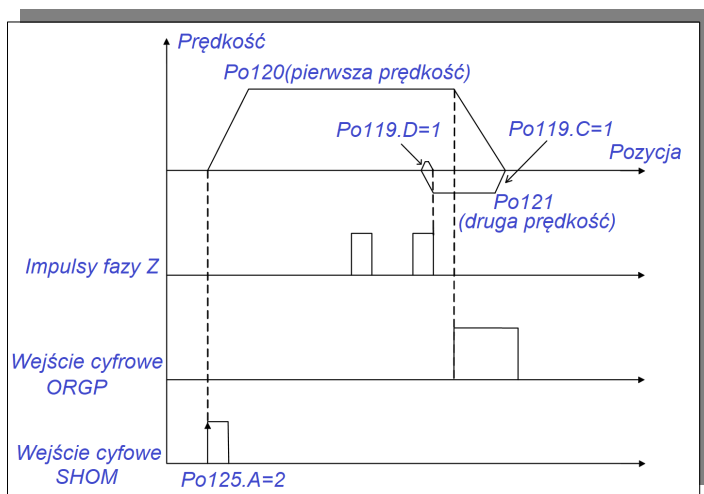 Prędkość
Po120(pierwsza prędkość)
Po119.D=1
Po119.C=1
Pozycja
Po121
(druga prędkość)
Impulsy fazy Z
Wejście cyfrowe
ORGP
Wejście cyfowe
SHOM
Po125.A=2